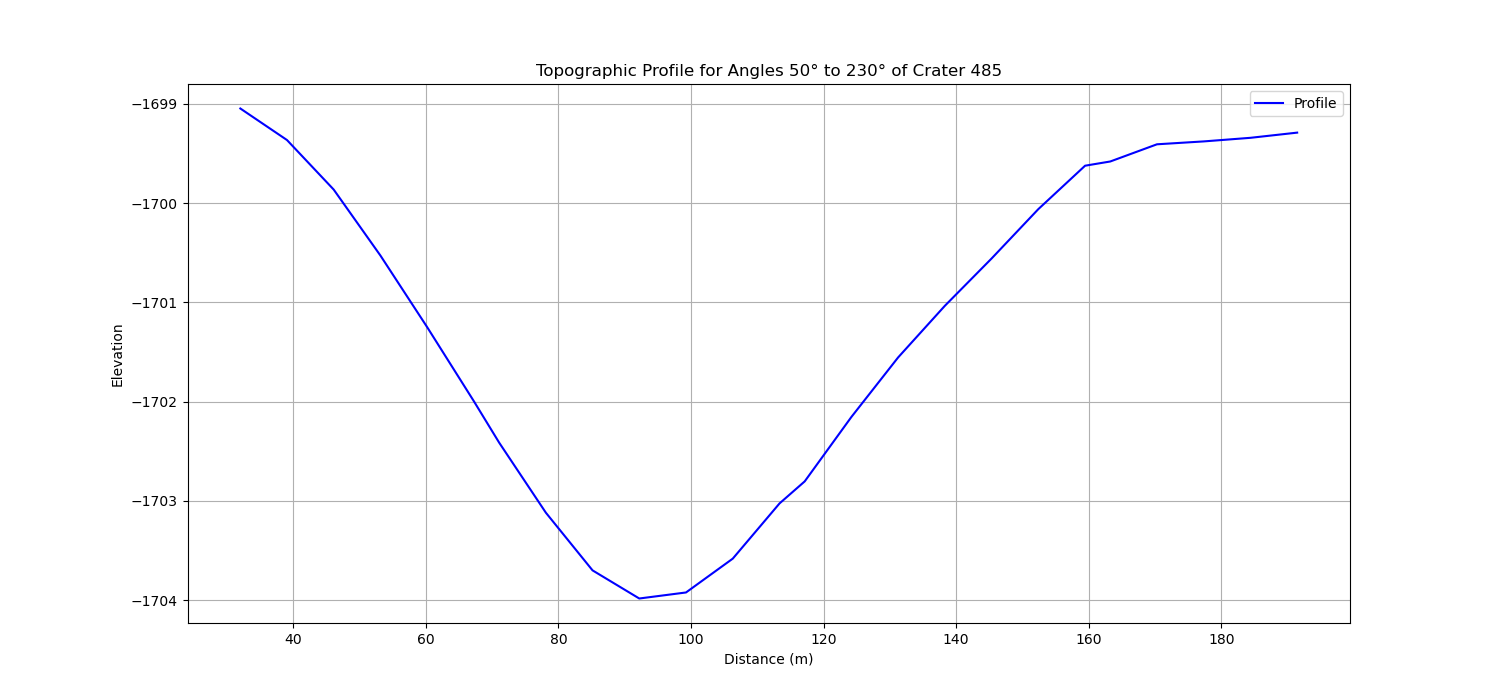 Topographic Profile for Angles 50° to 230° of Crater 485
Profile
−1699
−1700
−1701
−1702
−1703
−1704
Elevation
40 60 80 100 120 140 160 180
Distance (m)